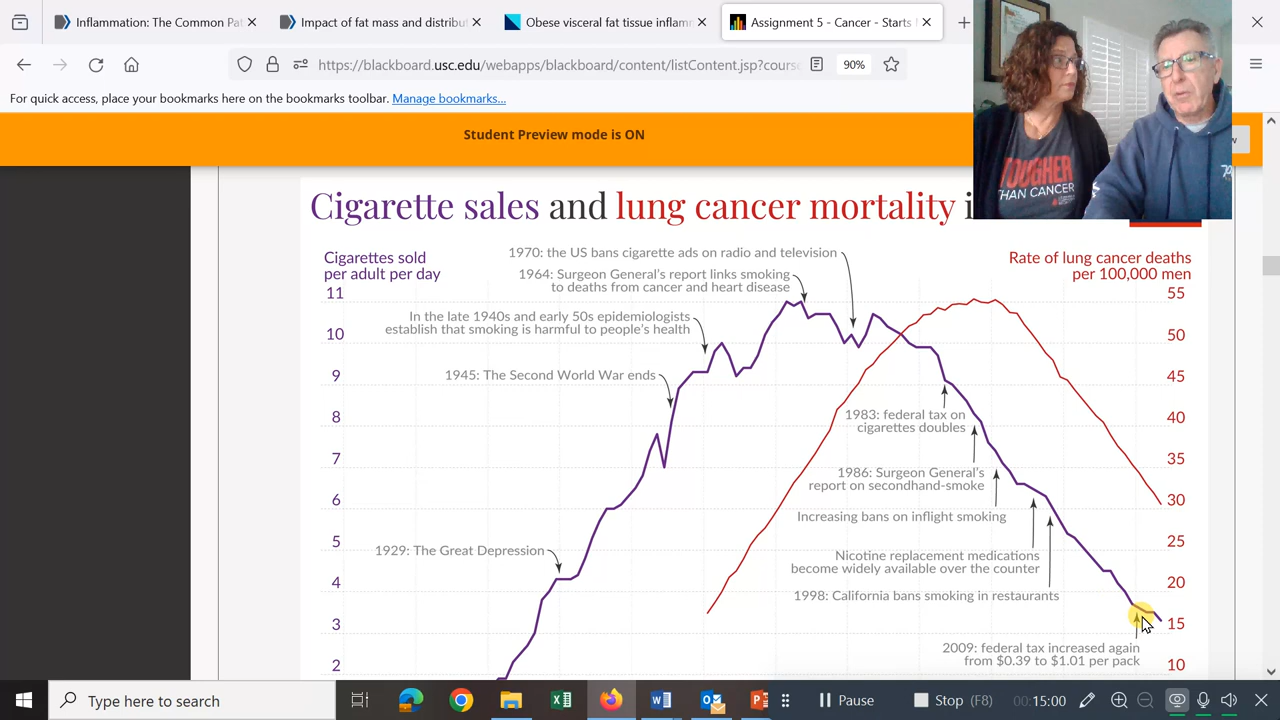 Inflammation: The Common Pa
Impact of fat mass and distribu
Obese visceral fat tissue inflamm
Assignment 5 - Cancer - Starts
https://blackboard.usc.edu/webapps/blackboard/content/listContent.jsp?cours
90%
For quick access, place your bookmarks here on the bookmarks toolbar. Manage bookmarks...
Student Preview mode is ON
TOUGHER
THAN CANCER
Cigarette sales and lung cancer mortality i
Cigarettes sold
per adult per day
Rate of lung cancer deaths
per 100,000 men
1970: the US bans cigarette ads on radio and television
1964: Surgeon General's report links smoking
to deaths from cancer and heart disease
In the late 1940s and early 50s epidemiologists
establish that smoking is harmful to people's health
1945: The Second World War ends
1983: federal tax on
cigarettes doubles
1986: Surgeon General's
report on secondhand-smoke
Increasing bans on inflight smoking
1929: The Great Depression
Nicotine replacement medications
become widely available over the counter
1998: California bans smoking in restaurants
2009: federal tax increased again
from $0.39 to $1.01 per pack
11
10
9
8
7
6
5
4
3
2
55
50
45
40
35
30
25
20
15
10
Type here to search
Pause
Stop (F8)
00:15:00